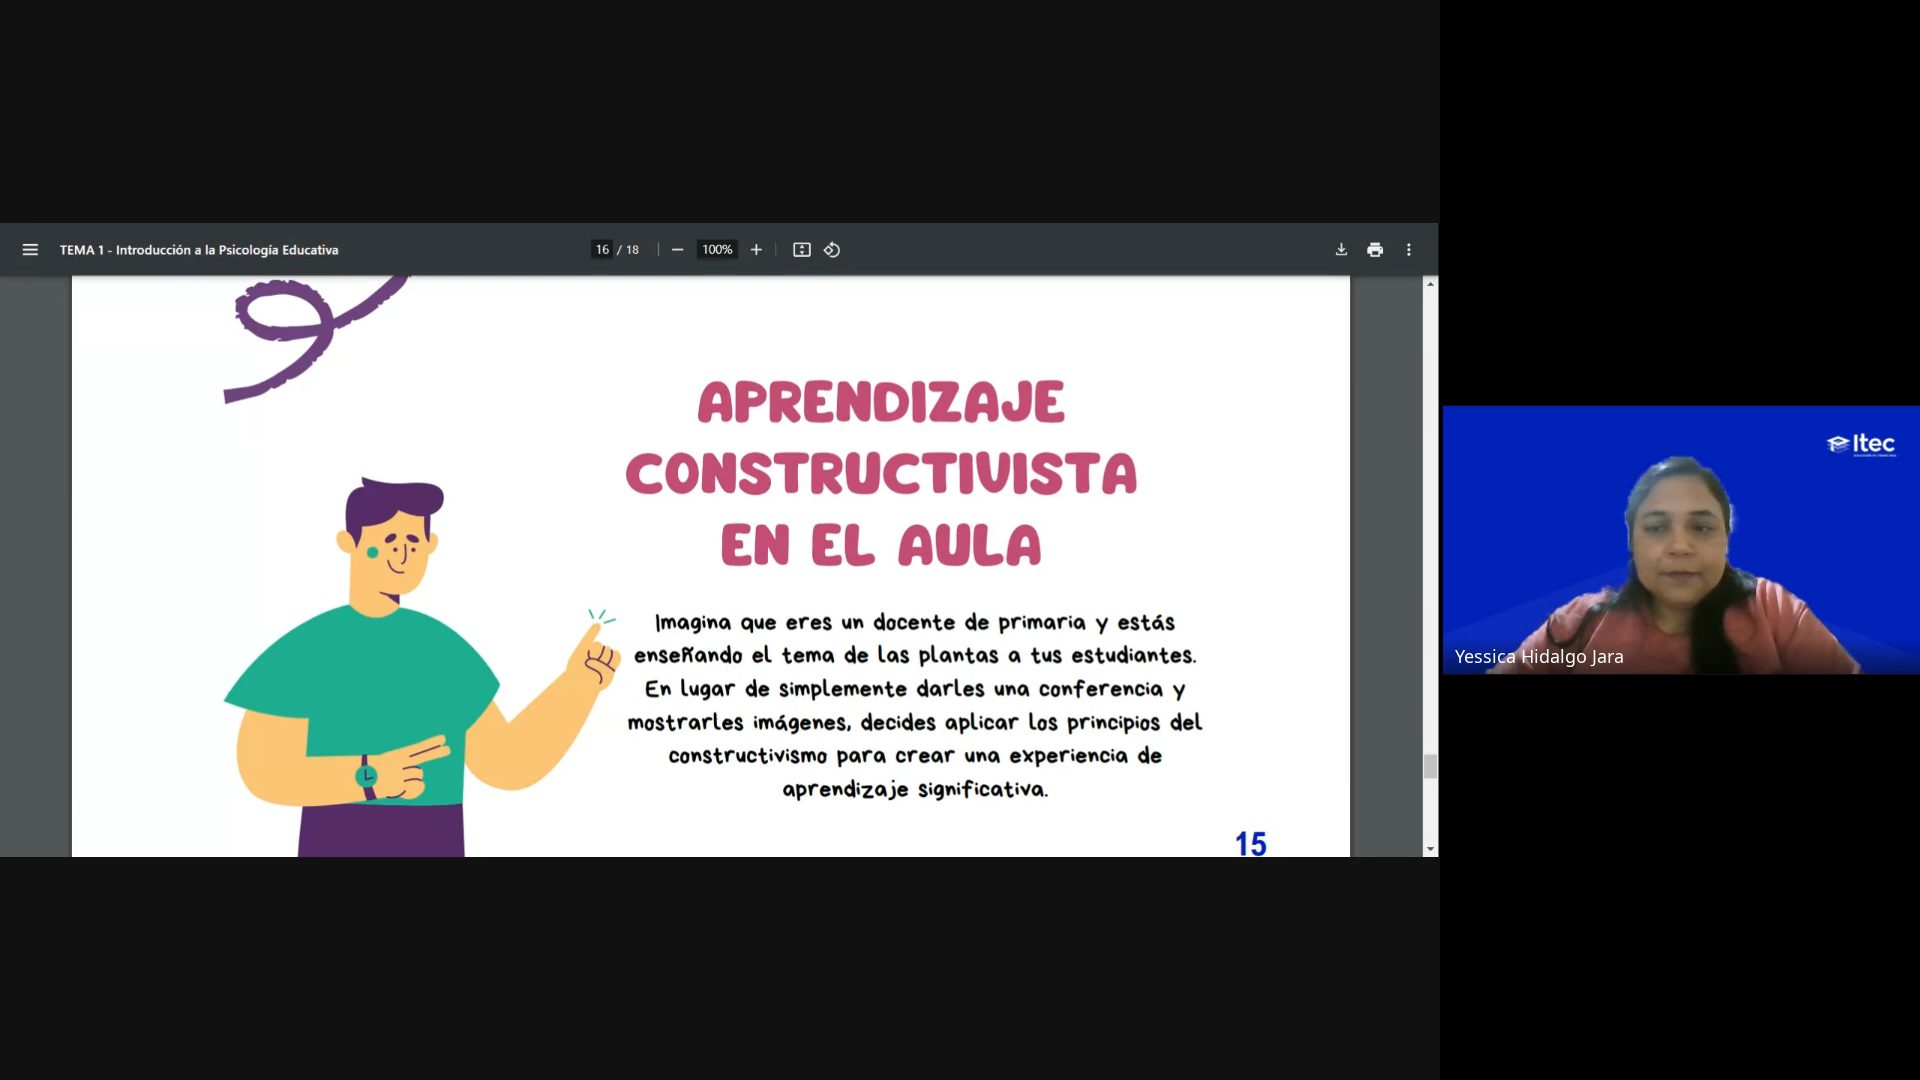 TEMA 1 - Introducción a la Psicología Educativa
16 / 18
100%
APRENDIZAJE
CONSTRUCTIVISTA
EN EL AULA
Imagina que eres un docente de primaria y estás
enseñando el tema de las plantas a tus estudiantes.
En lugar de simplemente darles una conferencia y
mostrarles imágenes, decides aplicar los principios del
constructivismo para crear una experiencia de
aprendizaje significativa.
15
Itec
Yessica Hidalgo Jara